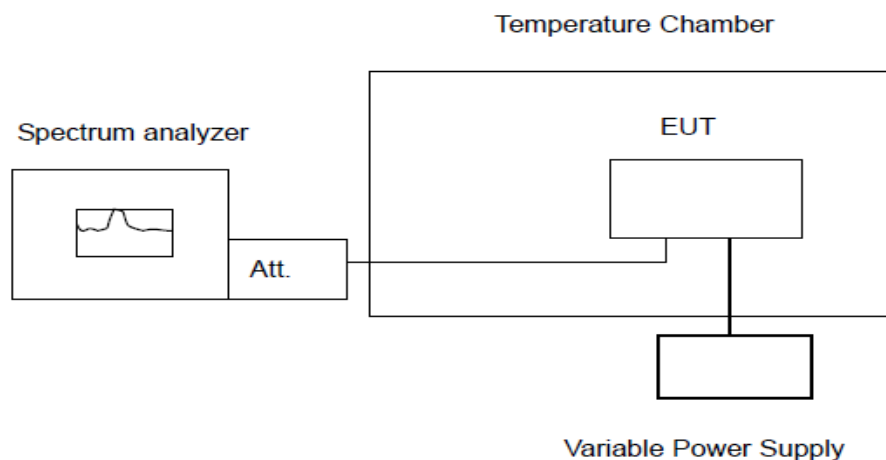 Temperature Chamber
Spectrum analyzer
EUT
Att.
Variable Power Supply